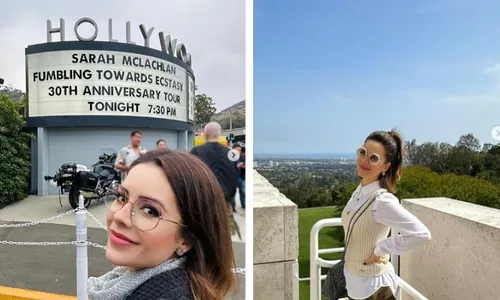 HOLLYWO
SARAH MCLACHLAN
FUMBLING TOWARDS ECSTASY
30TH ANNIVERSARY TOUR
TONIGHT 7:30 PM